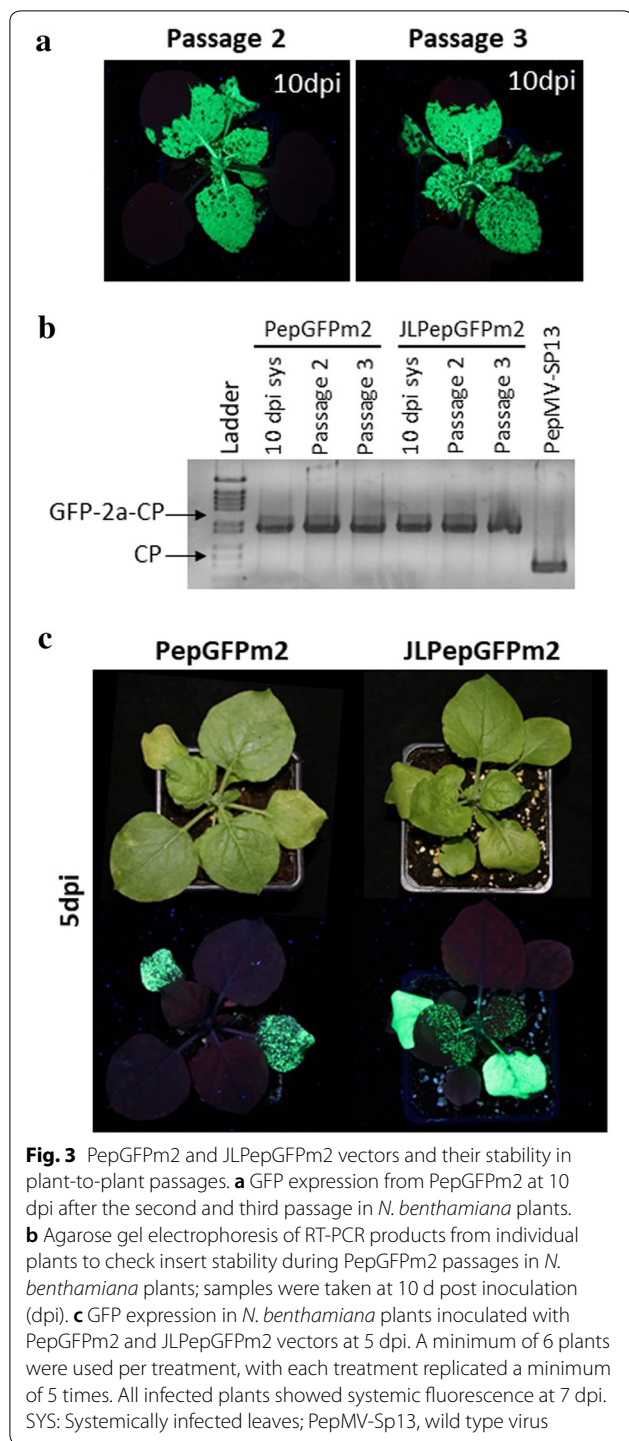 a
Passage 2
Passage 3
10dpi
10dpi
b
PepGFPm2
JLPepGFPm2
Ladder
10 dpi sys
Passage 2
Passage 3
10 dpi sys
Passage 2
Passage 3
PepMV-SP13
GFP-2a-CP
CP
c
PepGFPm2
JLPepGFPm2
5dpi
Fig. 3 PepGFPm2 and JLPepGFPm2 vectors and their stability in
plant-to-plant passages. a GFP expression from PepGFPm2 at 10
dpi after the second and third passage in N. benthamiana plants.
b Agarose gel electrophoresis of RT-PCR products from individual
plants to check insert stability during PepGFPm2 passages in N.
benthamiana plants; samples were taken at 10 d post inoculation
(dpi). c GFP expression in N. benthamiana plants inoculated with
PepGFPm2 and JLPepGFPm2 vectors at 5 dpi. A minimum of 6 plants
were used per treatment, with each treatment replicated a minimum
of 5 times. All infected plants showed systemic fluorescence at 7 dpi.
SYS: Systemically infected leaves; PepMV-Sp13, wild type virus